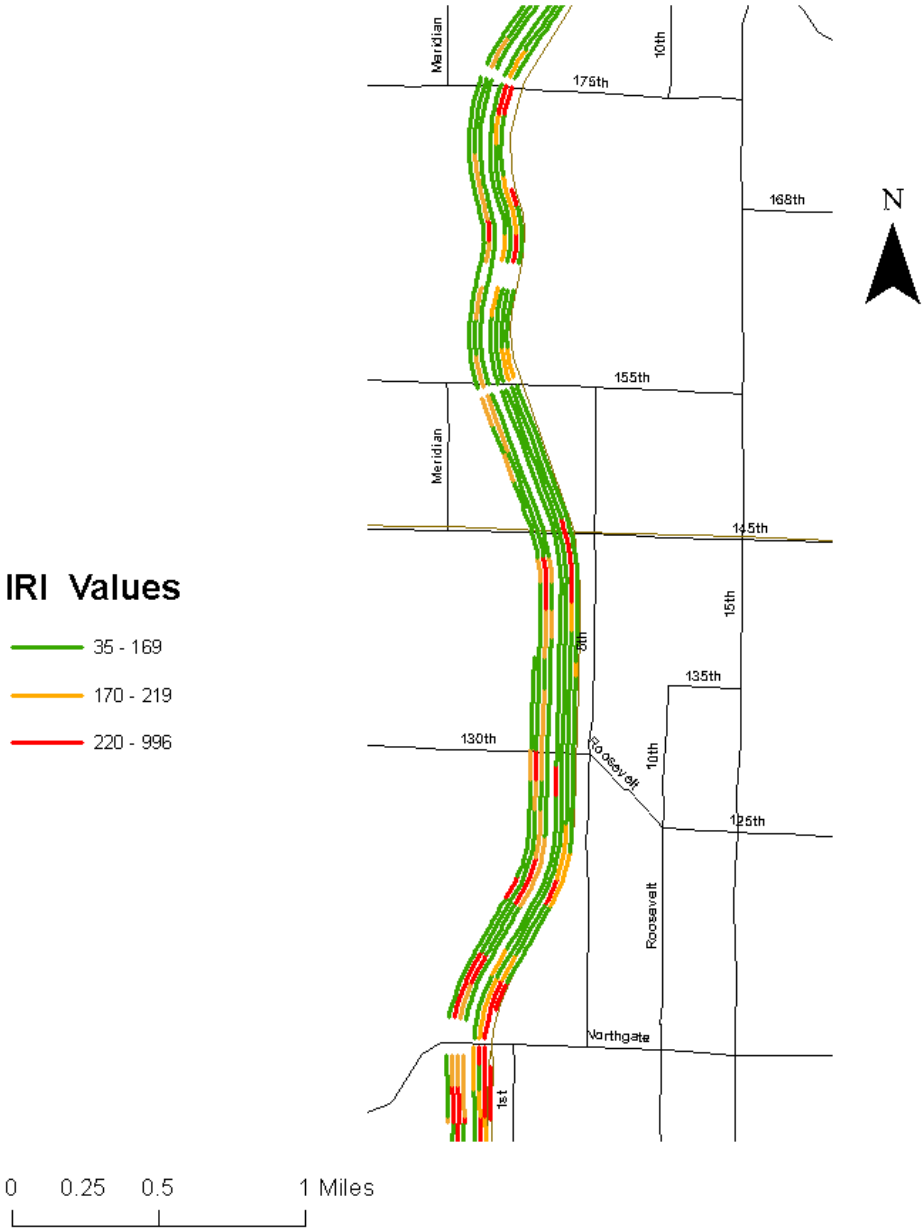 Meridian
10th
175th
168th
N
155th
Meridian
145th
IRI Values
15th
35 - 169
5th
170 - 219
135th
220 - 996
130th
Roosevelt
10th
125th
Roosevelt
Northgate
1st
0 0.25 0.5 1 Miles